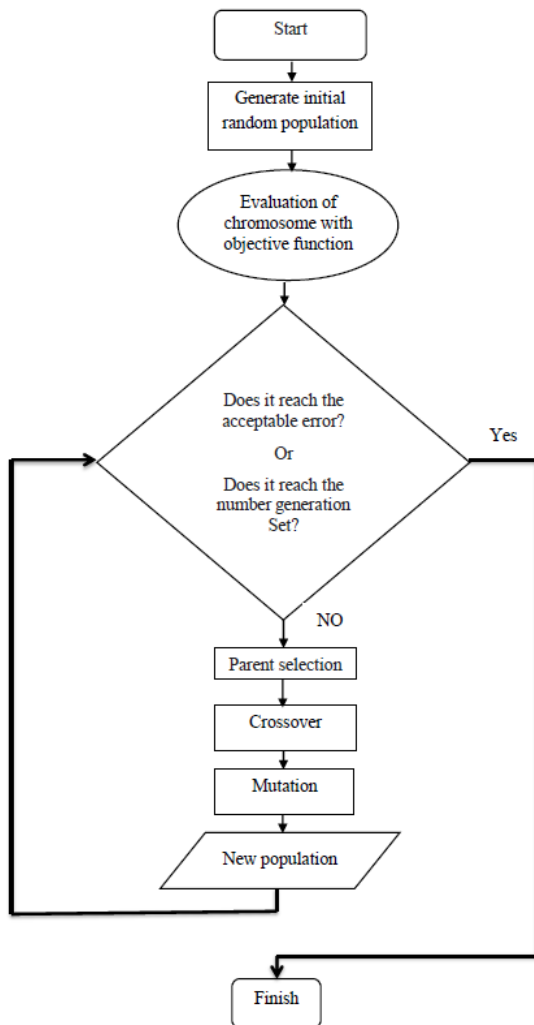 Start
Generate initial
random population
Evaluation of
chromosome with
objective function
Does it reach the
acceptable error?
Or
Does it reach the
number generation
Set?
Yes
NO
Parent selection
Crossover
Mutation
New population
Finish